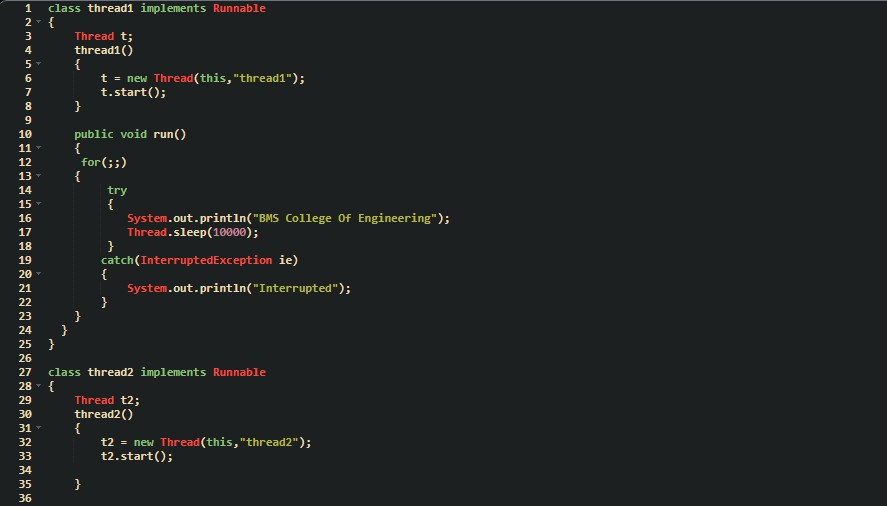 1 class thread1 implements Runnable
2 {
3 Thread t;
4 thread1()
5 {
6 t = new Thread(this,"thread1");
7 t.start();
8 }
9
10 public void run()
11 {
12 for(;;)
13 {
14 try
15 {
16 System.out.println("BMS College Of Engineering");
17 Thread.sleep(10000);
18 }
19 catch(InterruptedException ie)
20 {
21 System.out.println("Interrupted");
22 }
23 }
24 }
25 }
26
27 class thread2 implements Runnable
28 {
29 Thread t2;
30 thread2()
31 {
32 t2 = new Thread(this,"thread2");
33 t2.start();
34
35 }
36